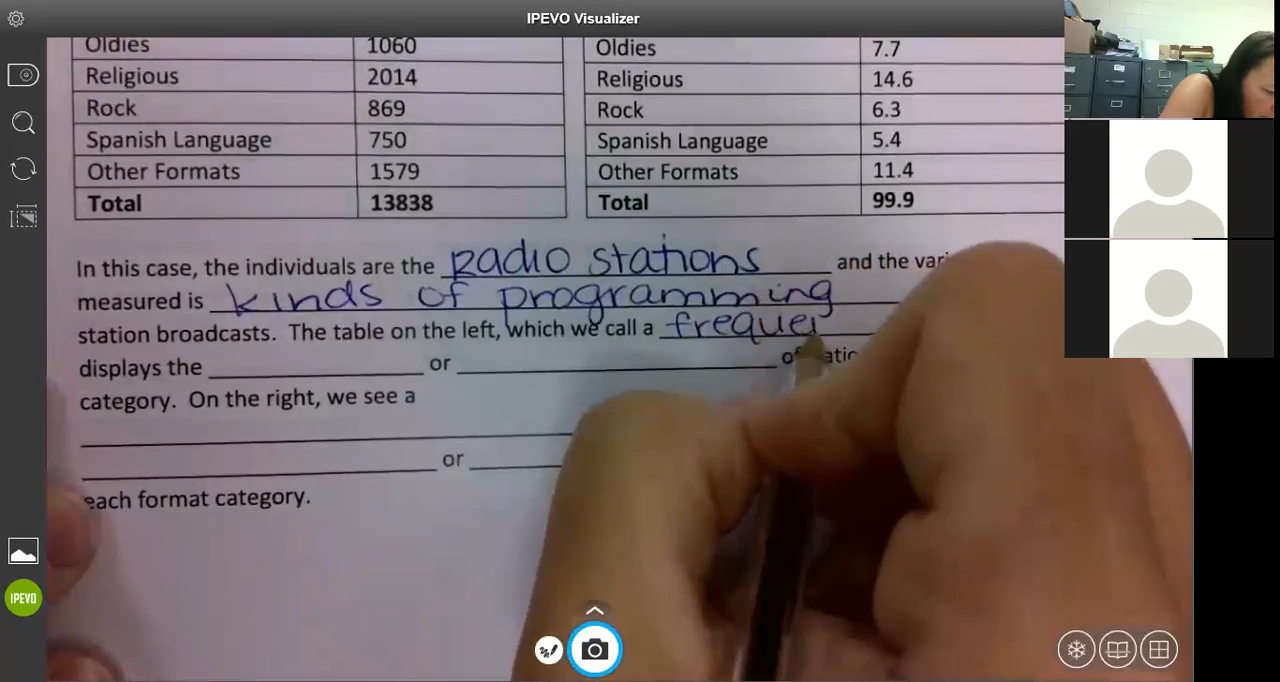 IPEVO Visualizer
Oldies 1060 Oldies 7.7
Religious 2014 Religious 14.6
Rock 869 Rock 6.3
Spanish Language 750 Spanish Language 5.4
Other Formats 1579 Other Formats 11.4
Total 13838 Total 99.9
In this case, the individuals are the radio stations and the
measured is kinds of programming
station broadcasts. The table on the left, which we call a freque
displays the or of
category. On the right, we see a
or
each format category.
IPEVO